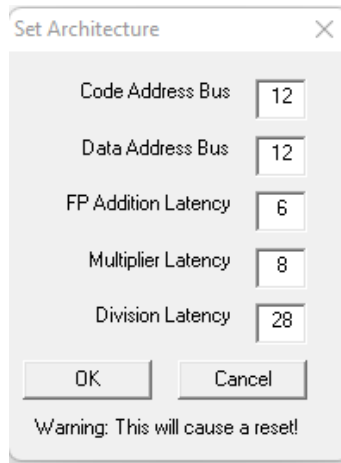 Set Architecture
Code Address Bus 12
Data Address Bus 12
FP Addition Latency 6
Multiplier Latency 8
Division Latency 28
OK Cancel
Warning: This will cause a reset!